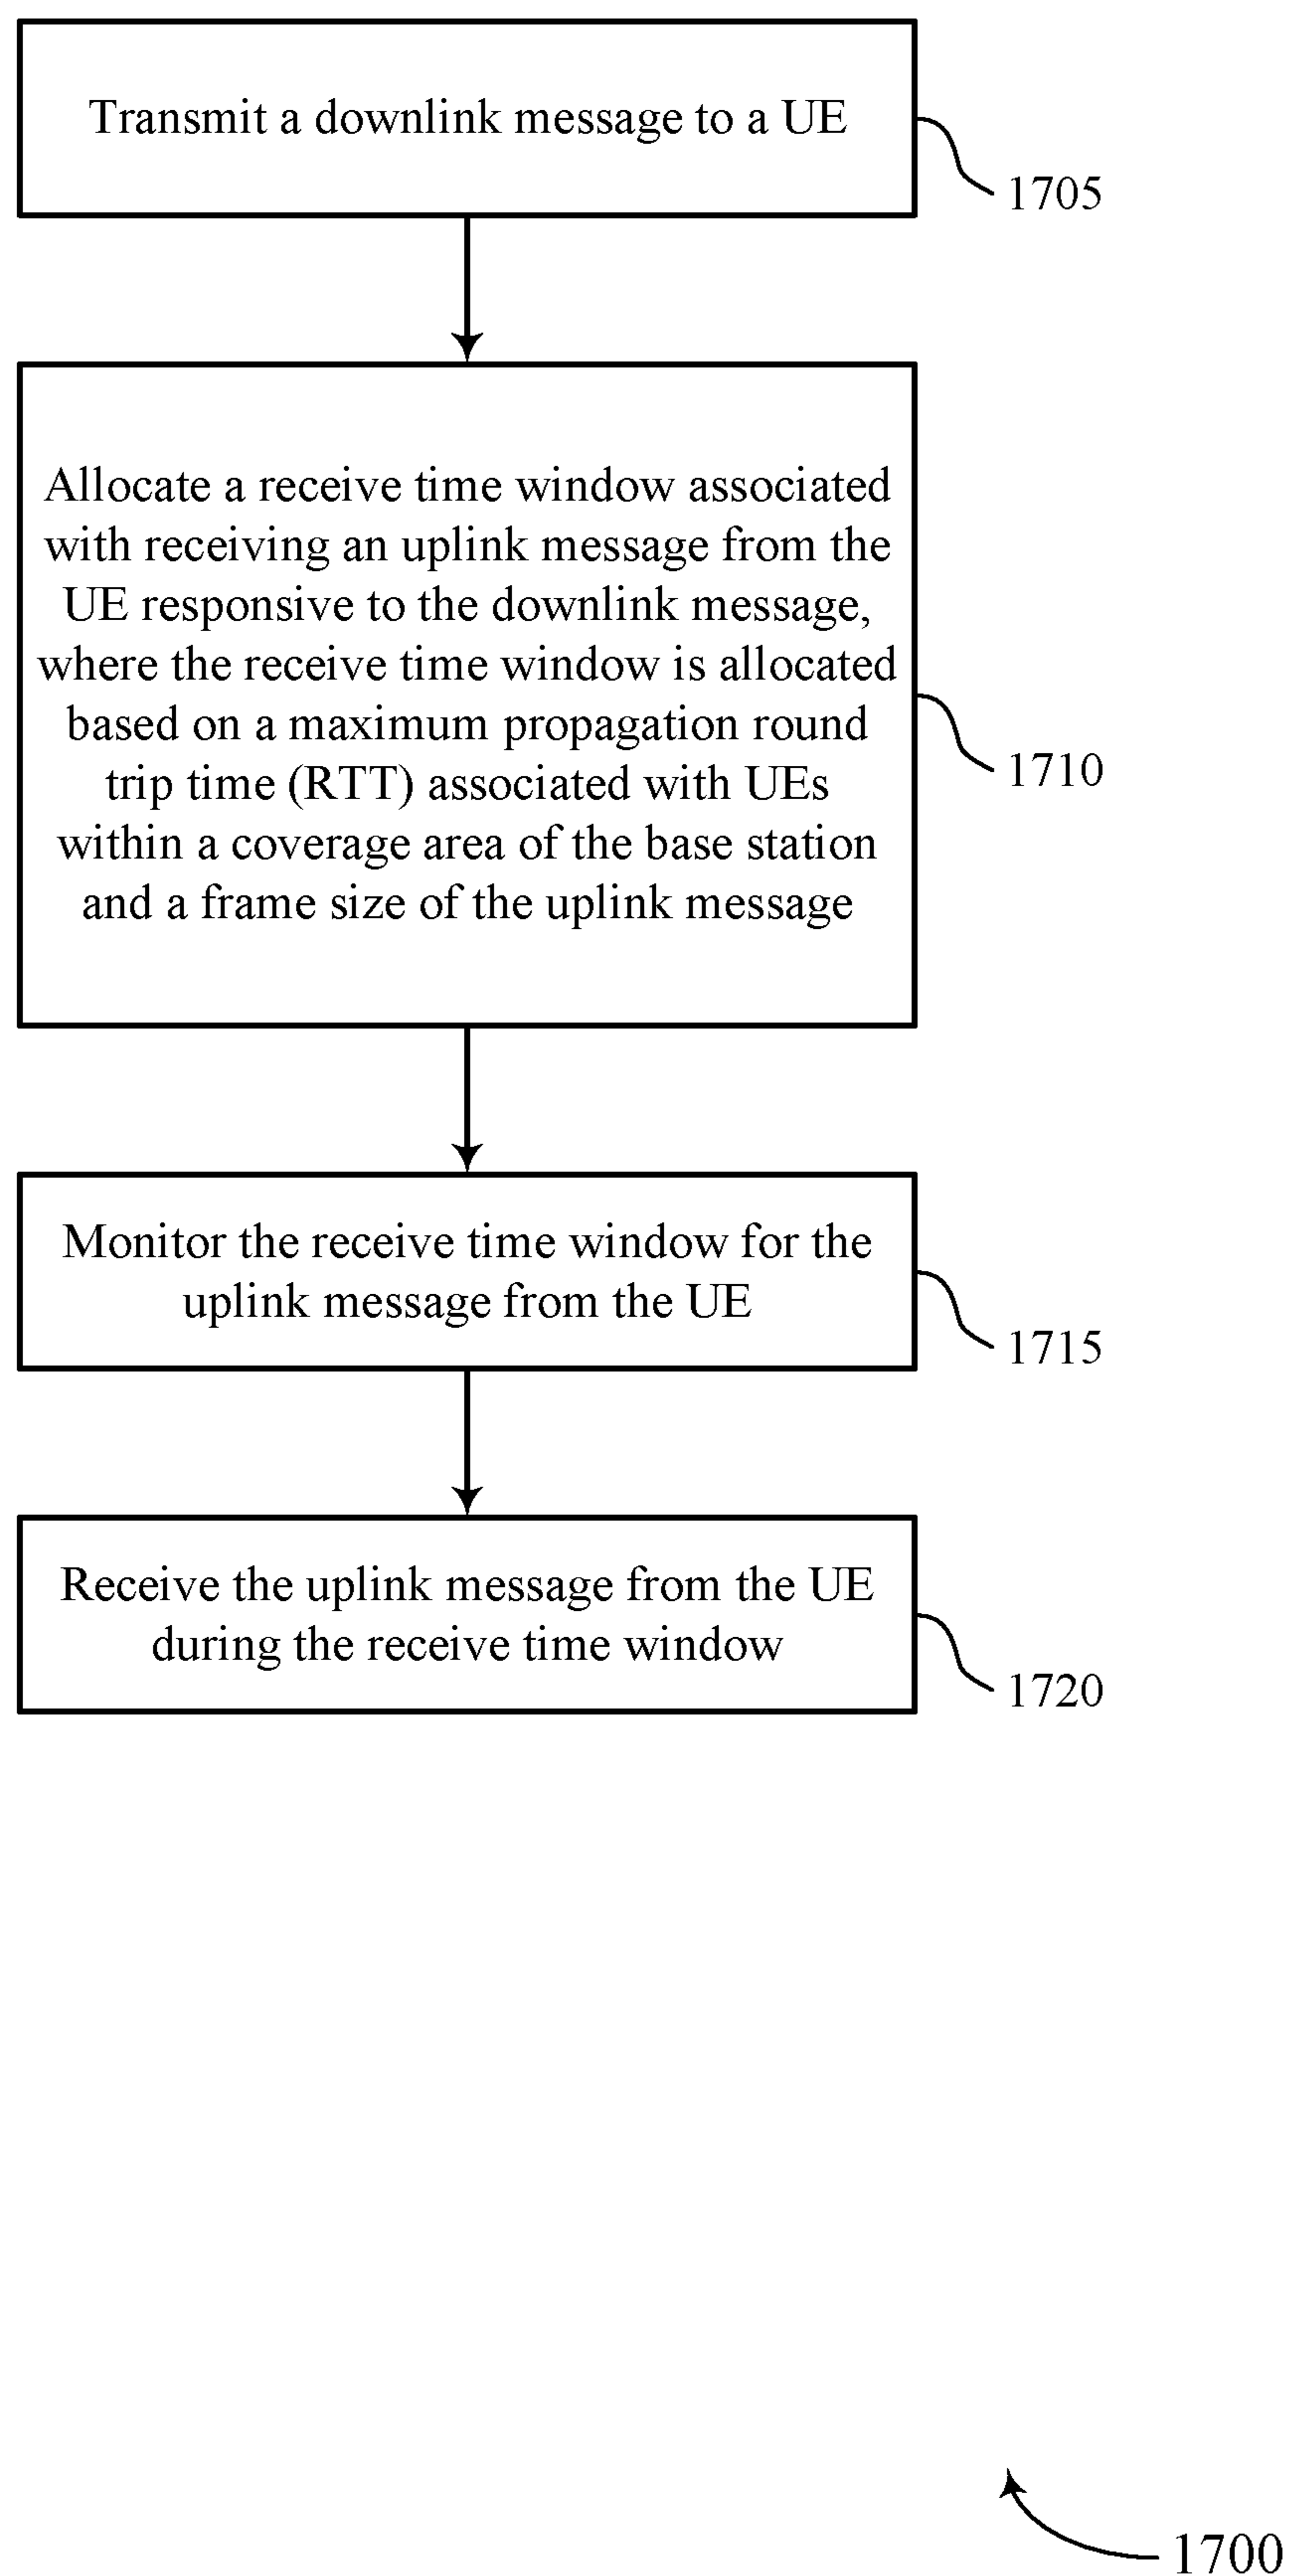 Transmit a downlink message to a UE
1705
Allocate a receive time window associated
with receiving an uplink message from the
UE responsive to the downlink message,
where the receive time window is allocated
based on a maximum propagation round
trip time (RTT) associated with UEs
within a coverage area of the base station
and a frame size of the uplink message
1710
Monitor the receive time window for the
uplink message from the UE
1715
Receive the uplink message from the UE
during the receive time window
1720
1700